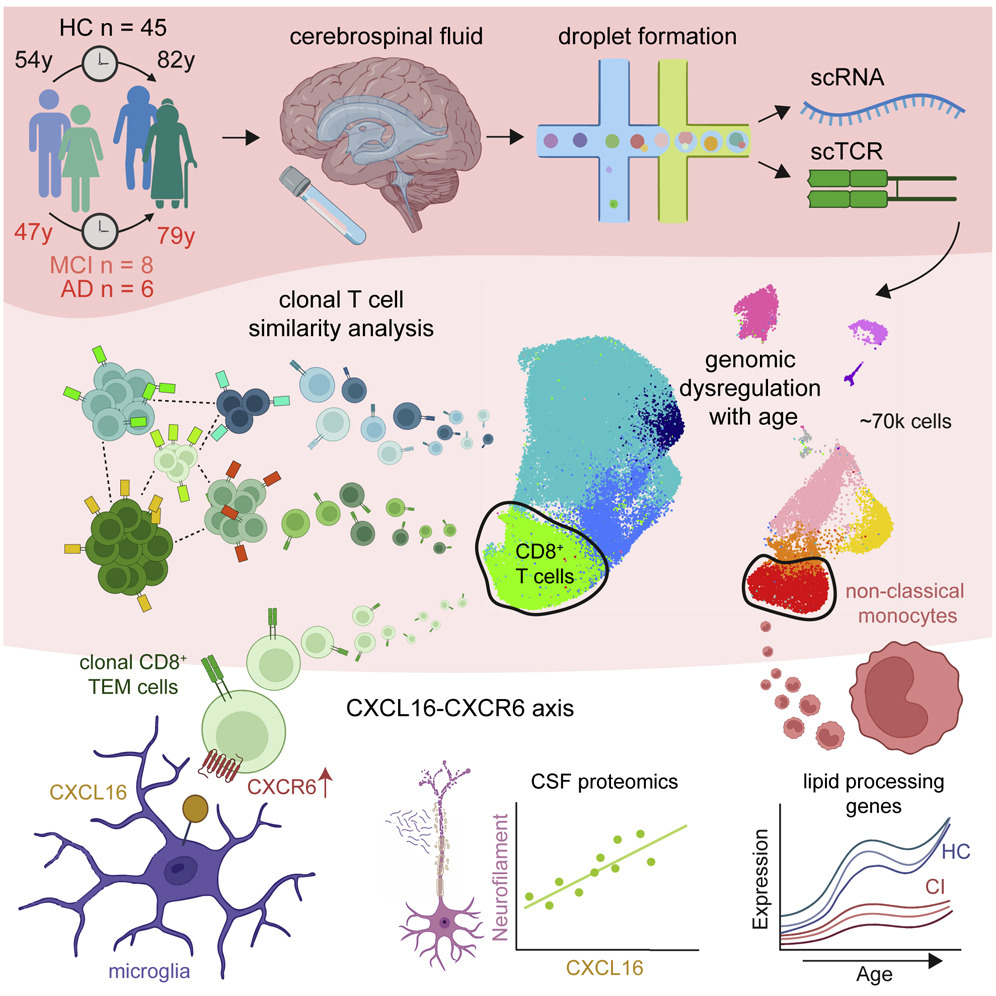 HC n = 45
54y
82y
47y
79y
MCI n = 8
AD n = 6
cerebrospinal fluid
droplet formation
scRNA
scTCR
clonal T cell
similarity analysis
genomic
dysregulation
with age
~70k cells
CD8⁺
T cells
non-classical
monocytes
clonal CD8⁺
TEM cells
CXCL16-CXCR6 axis
CXCL16
CXCR6↑
microglia
CSF proteomics
Neurofilament
CXCL16
lipid processing
genes
Expression
HC
CI
Age